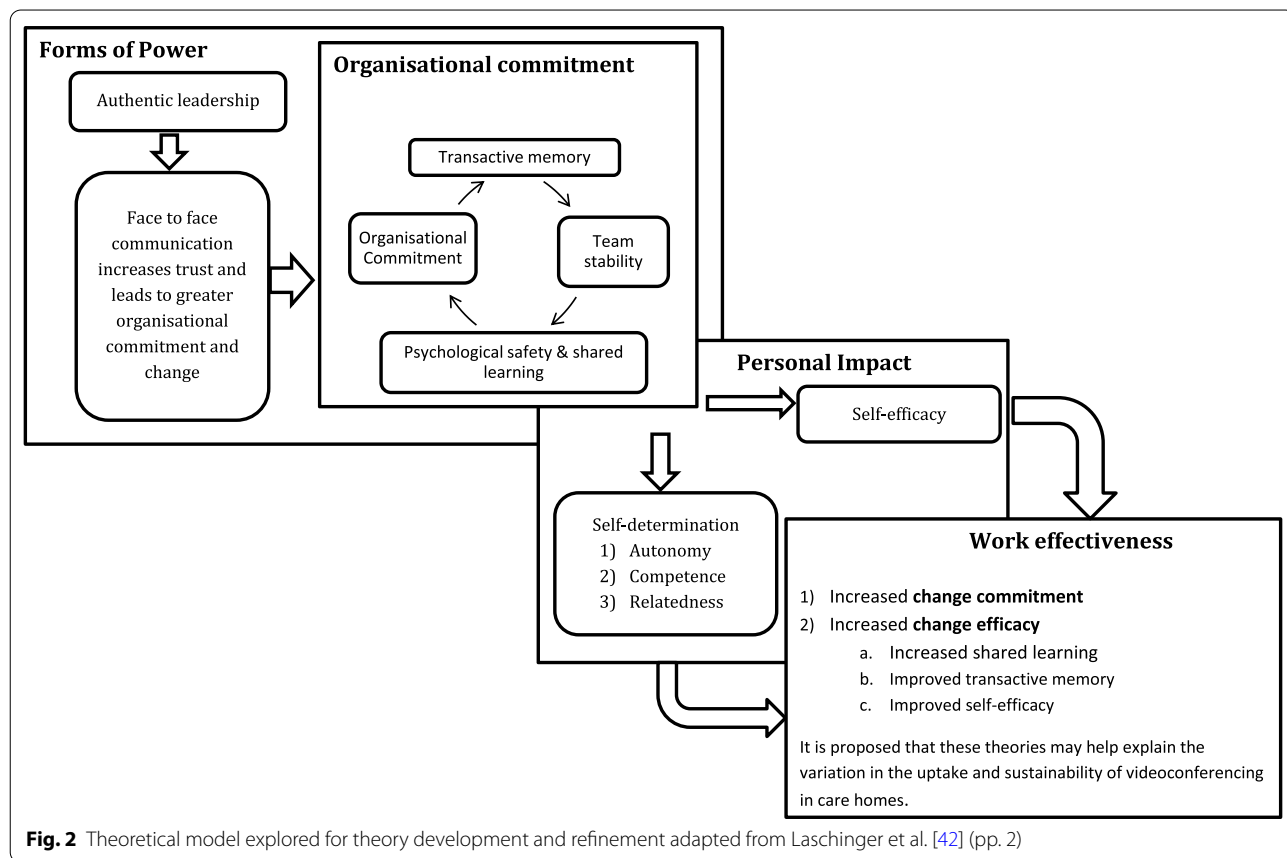 Forms of Power
Authentic leadership
Face to face
communication
increases trust and
leads to greater
organisational
commitment and
change
Organisational commitment
Transactive memory
Organisational
Commitment
Team
stability
Psychological safety & shared
learning
Personal Impact
Self-efficacy
Self-determination
1) Autonomy
2) Competence
3) Relatedness
Work effectiveness
1) Increased change commitment
2) Increased change efficacy
a. Increased shared learning
b. Improved transactive memory
c. Improved self-efficacy
It is proposed that these theories may help explain the
variation in the uptake and sustainability of videoconferencing
in care homes.
Fig. 2 Theoretical model explored for theory development and refinement adapted from Laschinger et al. [42] (pp. 2)